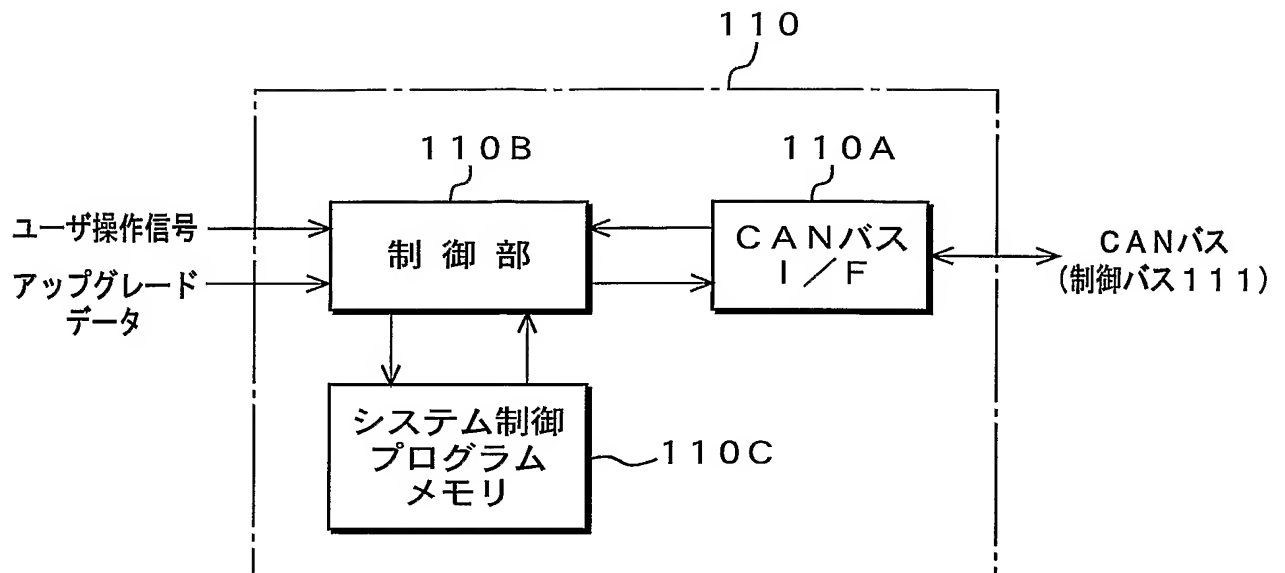 110
110B
110A
ユーザ操作信号
アップグレード
データ
制御部
CANバス
I/F
CANバス
(制御バス111)
システム制御
プログラム
メモリ
110C